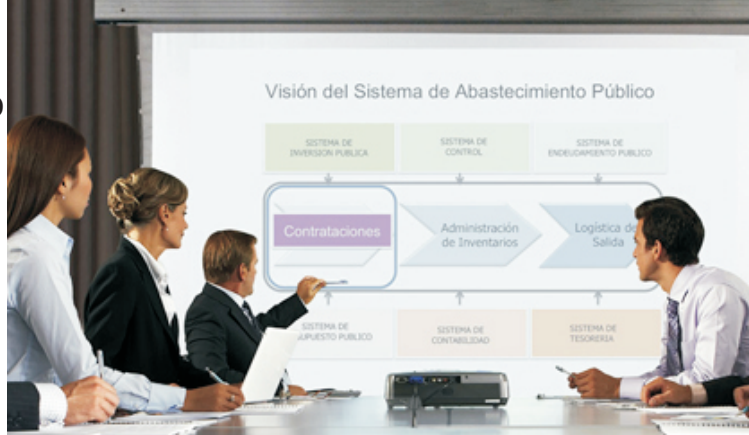 Visión del Sistema de Abastecimiento Público
SISTEMA DE
INVERSION PUBLICA
SISTEMA DE
CONTROL
SISTEMA DE
ENDEUDAMIENTO PUBLICO
Contrataciones
Administración
de Inventarios
Logística de
Salida
SISTEMA DE
PUBLICO
SISTEMA DE
CONTABILIDAD
SISTEMA DE
TESORERIA